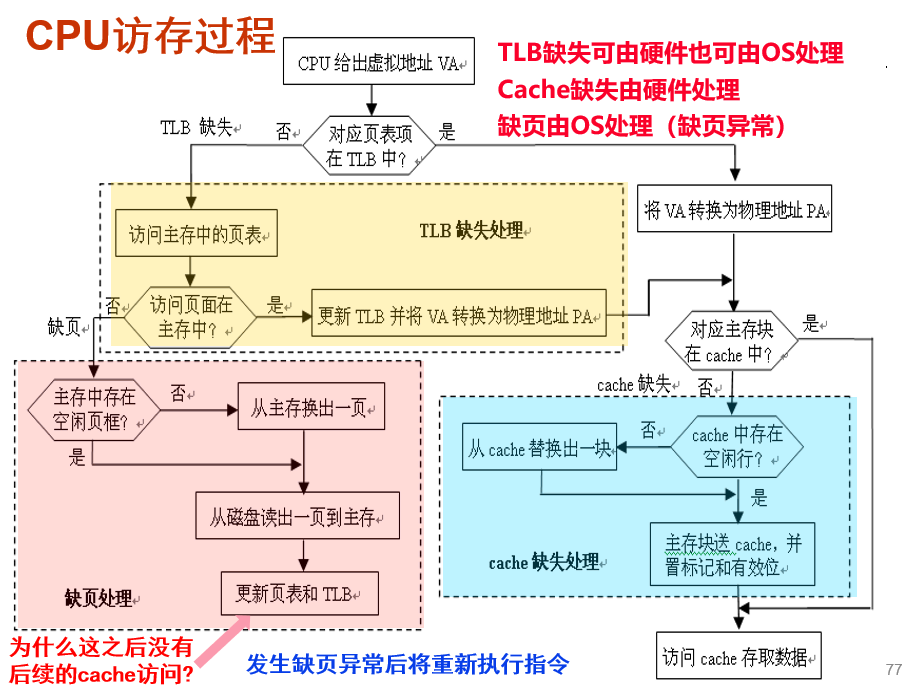 CPU访存过程
CPU 给出虚拟地址 VA
TLB缺失可由硬件也可由OS处理
Cache缺失由硬件处理
缺页由OS处理（缺页异常）
TLB 缺失
否
对应页表项
在 TLB 中？
是
访问主存中的页表
TLB 缺失处理
将 VA 转换为物理地址 PA
否
访问页面在
主存中？
是
更新 TLB 并将 VA 转换为物理地址 PA
缺页
对应主存块
在 cache 中？
是
cache 缺失
否
主存中存在
空闲页框？
否
从主存换出一页
是
从磁盘读出一页到主存
更新页表和 TLB
缺页处理
从 cache 替换出一块
否
cache 中存在
空闲行？
是
主存块送 cache，并
置标记和有效位
cache 缺失处理
访问 cache 存取数据
为什么这之后没有
后续的cache访问?
发生缺页异常后将重新执行指令
77